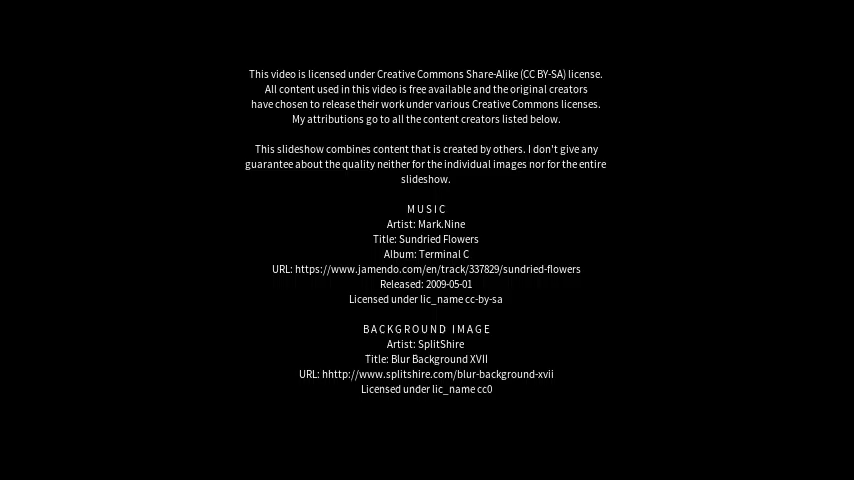 This video is licensed under Creative Commons Share-Alike (CC BY-SA) license.
All content used in this video is free available and the original creators
have chosen to release their work under various Creative Commons licenses.
My attributions go to all the content creators listed below.
This slideshow combines content that is created by others. I don't give any
guarantee about the quality neither for the individual images nor for the entire
slideshow.
M U S I C
Artist: Mark.Nine
Title: Sundried Flowers
Album: Terminal C
URL: https://www.jamendo.com/en/track/337829/sundried-flowers
Released: 2009-05-01
Licensed under lic_name cc-by-sa
B A C K G R O U N D   I M A G E
Artist: SplitShire
Title: Blur Background XVII
URL: hhttp://www.splitshire.com/blur-background-xvii
Licensed under lic_name cc0